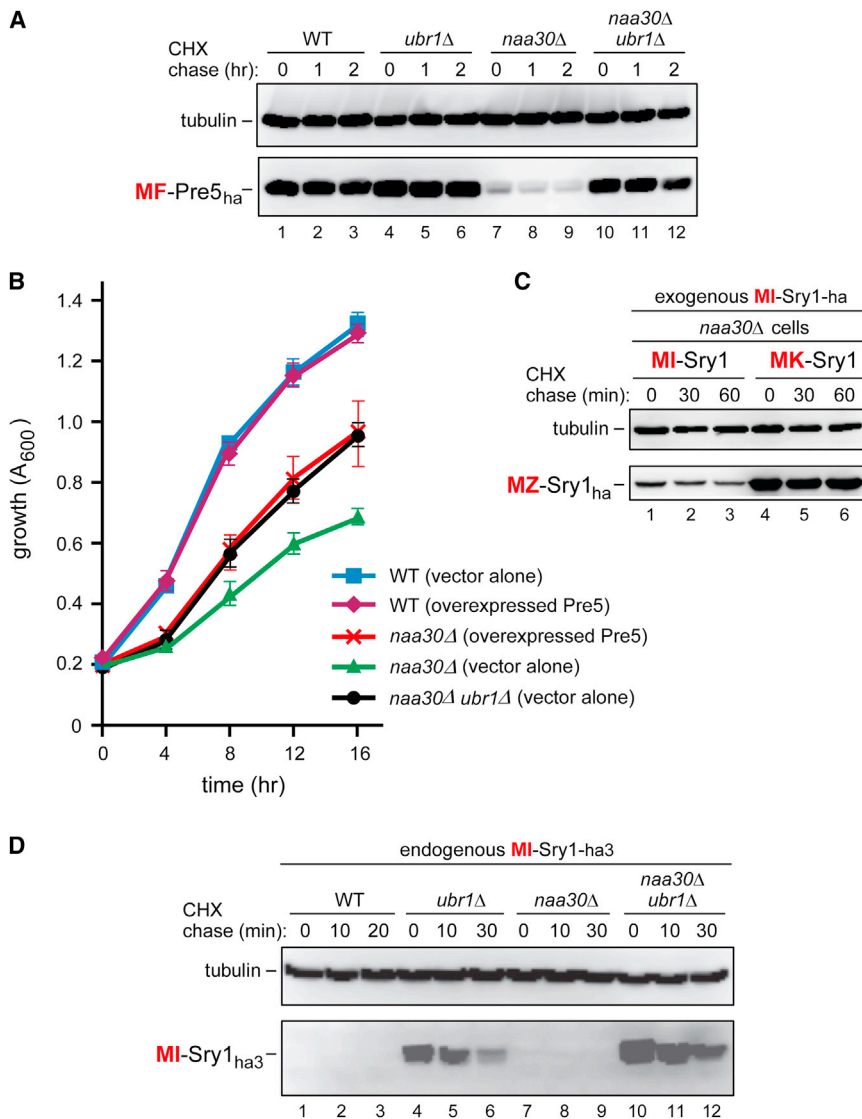 A
WT ubr1Δ naa30Δ naa30Δ ubr1Δ
CHX chase (hr): 0 1 2 0 1 2 0 1 2 0 1 2
tubulin
MF-Pre5ha
1 2 3 4 5 6 7 8 9 10 11 12
B
growth (A600)
1.4
1.2
1.0
0.8
0.6
0.4
0.2
0
0 4 8 12 16
time (hr)
WT (vector alone)
WT (overexpressed Pre5)
naa30Δ (overexpressed Pre5)
naa30Δ (vector alone)
naa30Δ ubr1Δ (vector alone)
C
exogenous MI-Sry1-ha
naa30Δ cells
MI-Sry1 MK-Sry1
CHX chase (min): 0 30 60 0 30 60
tubulin
MZ-Sry1ha
1 2 3 4 5 6
D
endogenous MI-Sry1-ha3
WT ubr1Δ naa30Δ naa30Δ ubr1Δ
CHX chase (min): 0 10 20 0 10 30 0 10 30 0 10 30
tubulin
MI-Sry1ha3
1 2 3 4 5 6 7 8 9 10 11 12